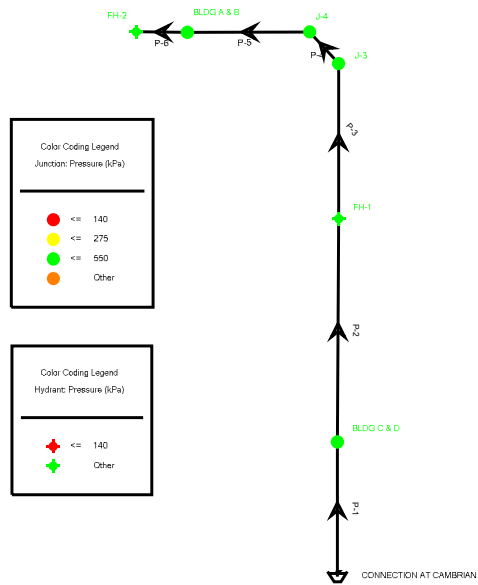 FH-2
BLDG A & B
J-4
P-6
P-5
P-4
J-3
P-3
Color Coding Legend
Junction: Pressure (kPa)
<= 140
<= 275
<= 550
Other
FH-1
P-2
Color Coding Legend
Hydrant: Pressure (kPa)
<= 140
Other
BLDG C & D
P-1
CONNECTION AT CAMBRIAN